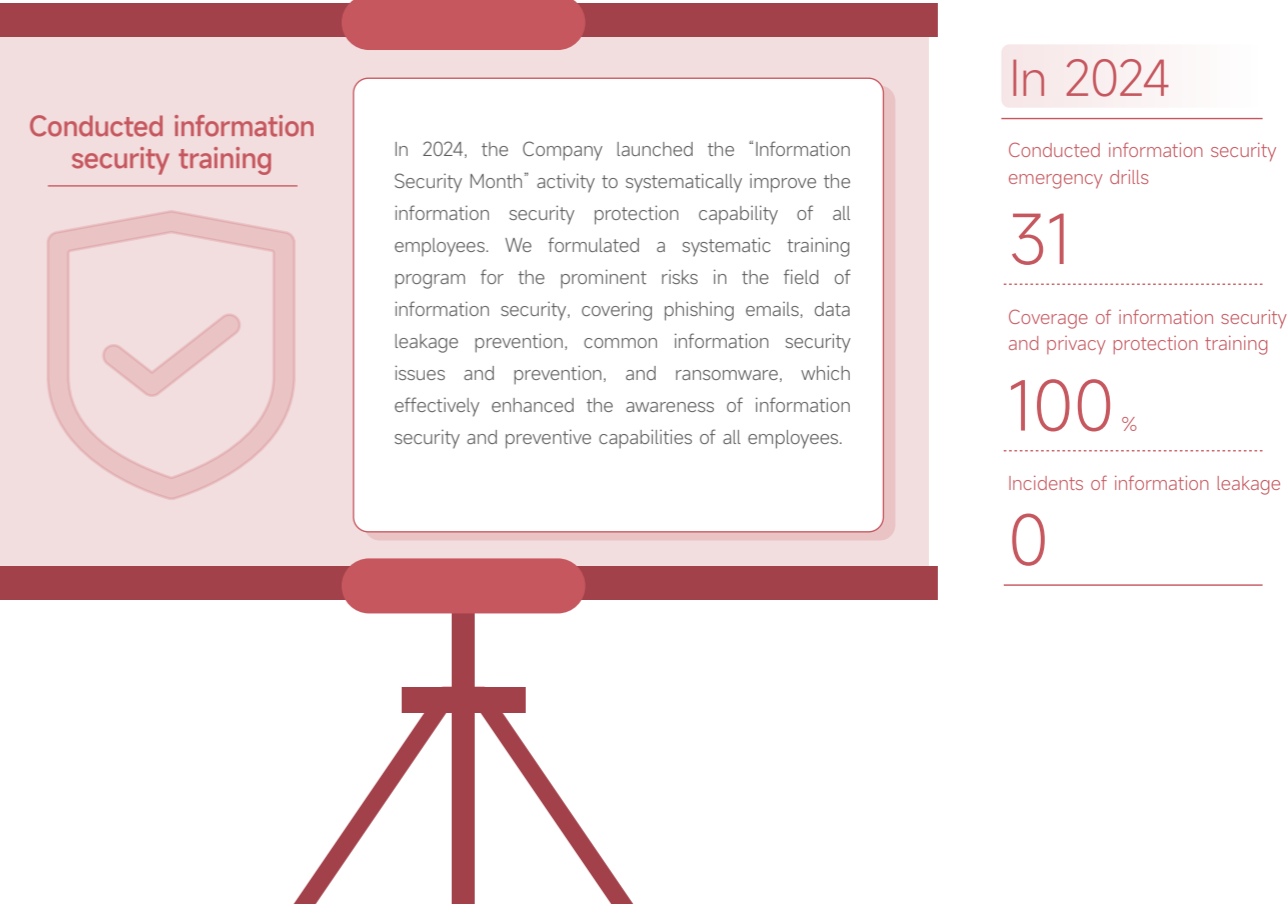 Conducted information
security training
In 2024, the Company launched the “Information
Security Month” activity to systematically improve the
information security protection capability of all
employees. We formulated a systematic training
program for the prominent risks in the field of
information security, covering phishing emails, data
leakage prevention, common information security
issues and prevention, and ransomware, which
effectively enhanced the awareness of information
security and preventive capabilities of all employees.
In 2024
Conducted information security
emergency drills
31
Coverage of information security
and privacy protection training
100 %
Incidents of information leakage
0